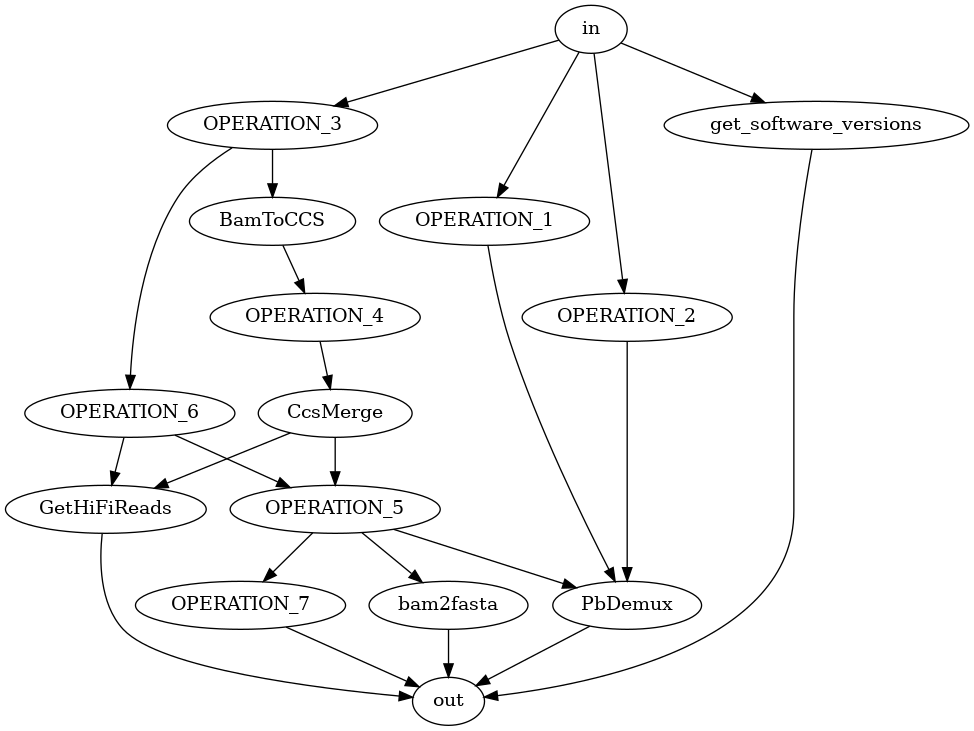 in
OPERATION_3
get_software_versions
BamToCCS
OPERATION_1
OPERATION_4
OPERATION_2
OPERATION_6
CcsMerge
GetHiFiReads
OPERATION_5
OPERATION_7
bam2fasta
PbDemux
out